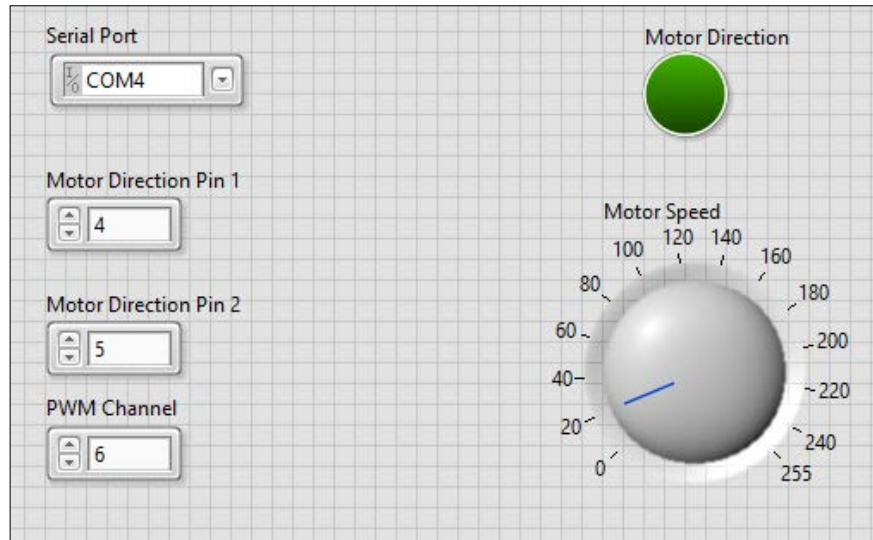 Serial Port
I/O COM4
Motor Direction
Motor Direction Pin 1
4
Motor Speed
0
20
40
60
80
100
120
140
160
180
200
220
240
255
Motor Direction Pin 2
5
PWM Channel
6